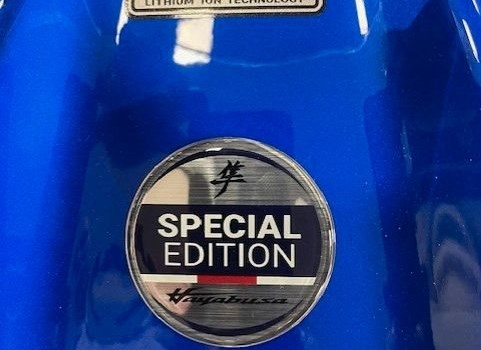 LITHIUM ION TECHNOLOGY
隼
SPECIAL
EDITION
Hayabusa